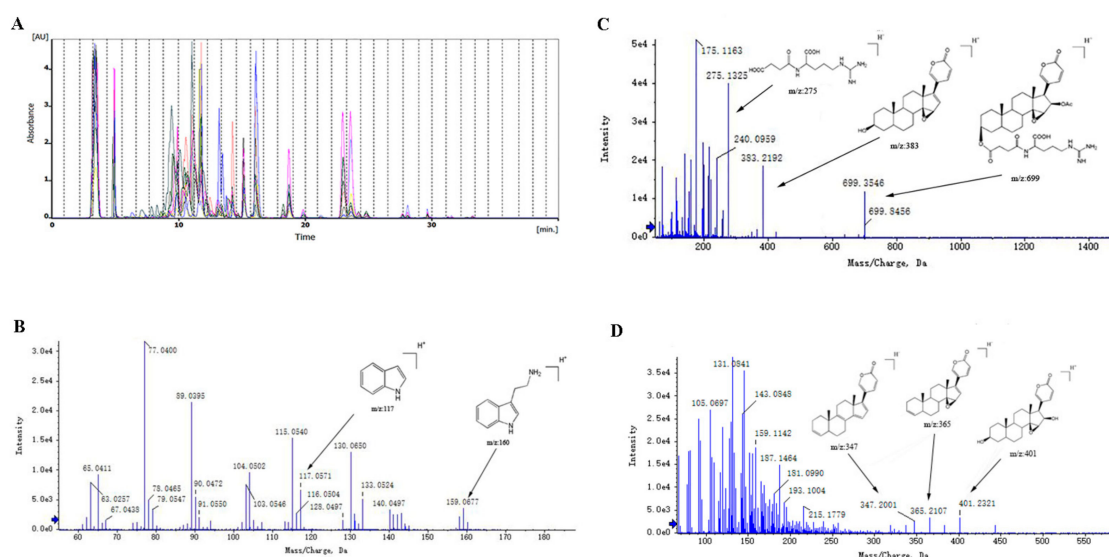 A
[AU]
4
3
2
1
0
Absorbance
0
10
20
30
[min.]
Time
B
3.0e4
2.5e4
2.0e4
1.5e4
1.0e4
5.0e3
0.0e0
Intensity
77.0400
89.0395
65.0411
63.0257
67.0438
78.0465
79.0547
90.0472
91.0550
104.0502
103.0546
115.0540
117.0571
116.0504
128.0497
130.0650
133.0524
140.0497
159.0677
H⁺
N
H
m/z:117
NH₂
H⁺
N
H
m/z:160
60
80
100
120
140
160
180
Mass/Charge, Da
C
5e4
4e4
3e4
2e4
1e4
0e0
Intensity
175.1163
275.1325
240.0959
383.2192
699.3546
699.8456
m/z:275
m/z:383
m/z:699
200
400
600
800
1000
1200
1400
Mass/Charge, Da
D
3.5e4
3.0e4
2.5e4
2.0e4
1.5e4
1.0e4
5.0e3
0.0e0
Intensity
131.0841
105.0697
143.0848
159.1142
187.1464
181.0990
193.1004
215.1779
347.2001
365.2107
401.2321
m/z:347
m/z:365
m/z:401
100
150
200
250
300
350
400
450
500
550
Mass/Charge, Da